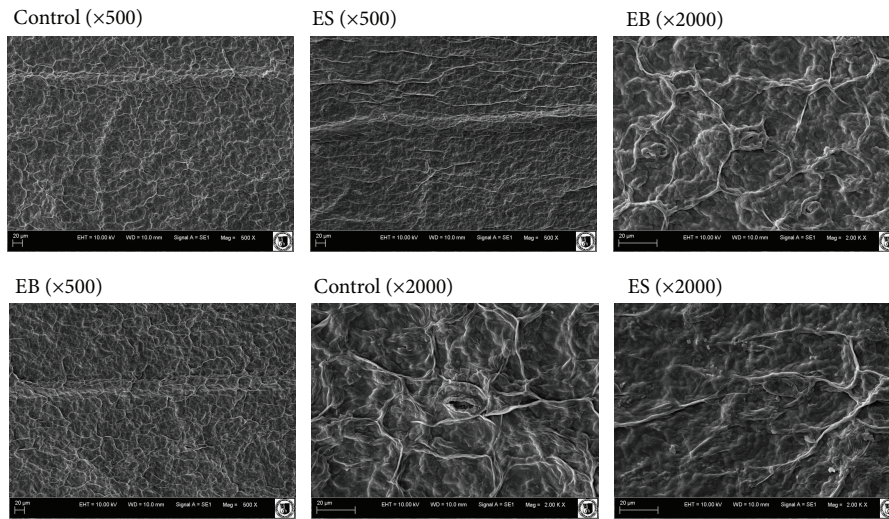 Control (×500)
ES (×500)
EB (×2000)
20 μm EHT = 10.00 kV WD = 10.0 mm Signal A = SE1 Mag = 500 X
20 μm EHT = 10.00 kV WD = 10.0 mm Signal A = SE1 Mag = 500 X
20 μm EHT = 10.00 kV WD = 10.0 mm Signal A = SE1 Mag = 2.00 K X
EB (×500)
Control (×2000)
ES (×2000)
20 μm EHT = 10.00 kV WD = 10.0 mm Signal A = SE1 Mag = 500 X
20 μm EHT = 10.00 kV WD = 10.0 mm Signal A = SE1 Mag = 2.00 K X
20 μm EHT = 10.00 kV WD = 10.0 mm Signal A = SE1 Mag = 2.00 K X